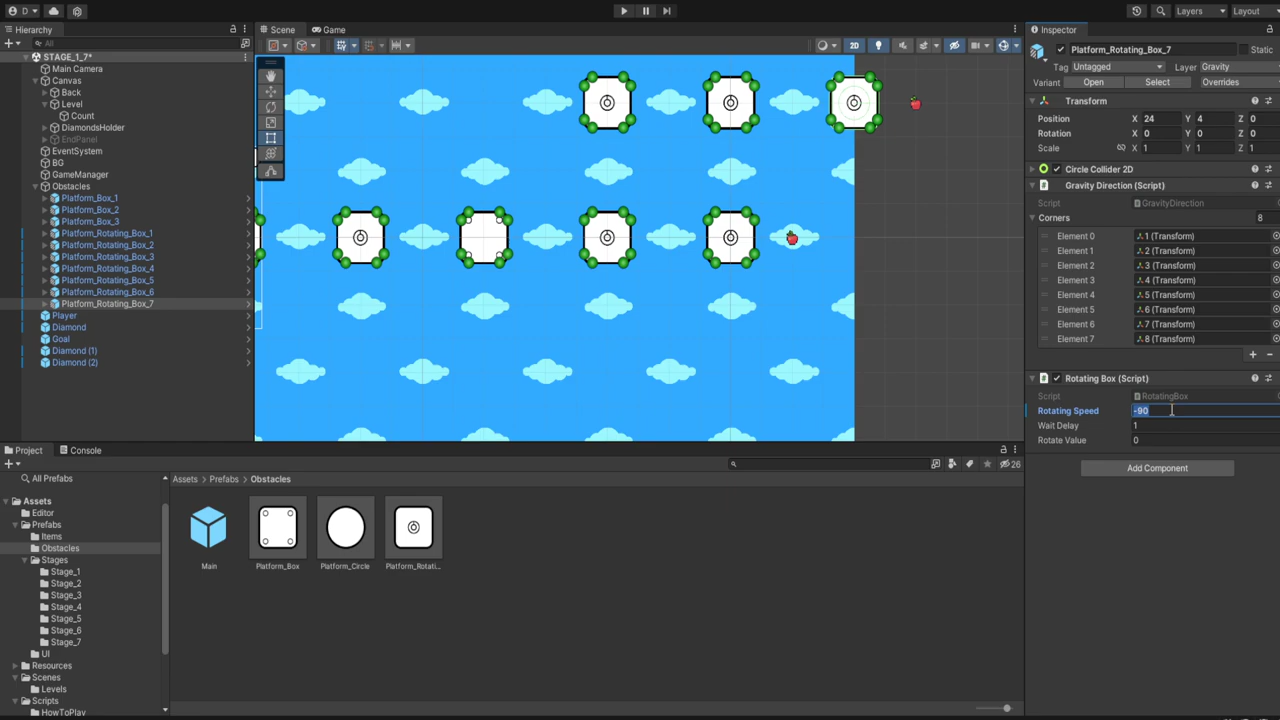 D
Layers
Layout
Hierarchy
All
STAGE_1_7*
Main Camera
Canvas
Back
Level
Count
DiamondsHolder
EndPanel
EventSystem
BG
GameManager
Obstacles
Platform_Box_1
Platform_Box_2
Platform_Box_3
Platform_Rotating_Box_1
Platform_Rotating_Box_2
Platform_Rotating_Box_3
Platform_Rotating_Box_4
Platform_Rotating_Box_5
Platform_Rotating_Box_6
Platform_Rotating_Box_7
Player
Diamond
Goal
Diamond (1)
Diamond (2)
Scene
Game
2D
Inspector
Platform_Rotating_Box_7
Static
Tag Untagged Layer Gravity
Variant Open Select Overrides
Transform
Position X 24 Y 4 Z 0
Rotation X 0 Y 0 Z 0
Scale X 1 Y 1 Z 1
Circle Collider 2D
Gravity Direction (Script)
Script GravityDirection
Corners 8
Element 0 1 (Transform)
Element 1 2 (Transform)
Element 2 3 (Transform)
Element 3 4 (Transform)
Element 4 5 (Transform)
Element 5 6 (Transform)
Element 6 7 (Transform)
Element 7 8 (Transform)
Rotating Box (Script)
Script RotatingBox
Rotating Speed -90
Wait Delay 1
Rotate Value 0
Add Component
Project
Console
26
All Prefabs
Assets
Editor
Prefabs
Items
Obstacles
Stages
Stage_1
Stage_2
Stage_3
Stage_4
Stage_5
Stage_6
Stage_7
UI
Resources
Scenes
Levels
Scripts
HowToPlay
Assets > Prefabs > Obstacles
Main
Platform_Box
Platform_Circle
Platform_Rotati...